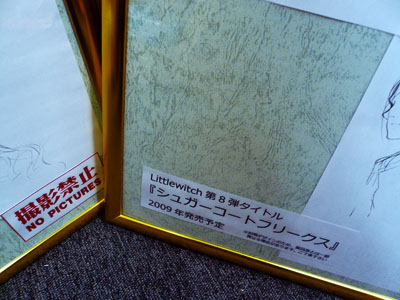 撮影禁止
NO PICTURES
Littlewitch 第8弾タイトル
『シュガーコートフリークス』
2009年発売予定